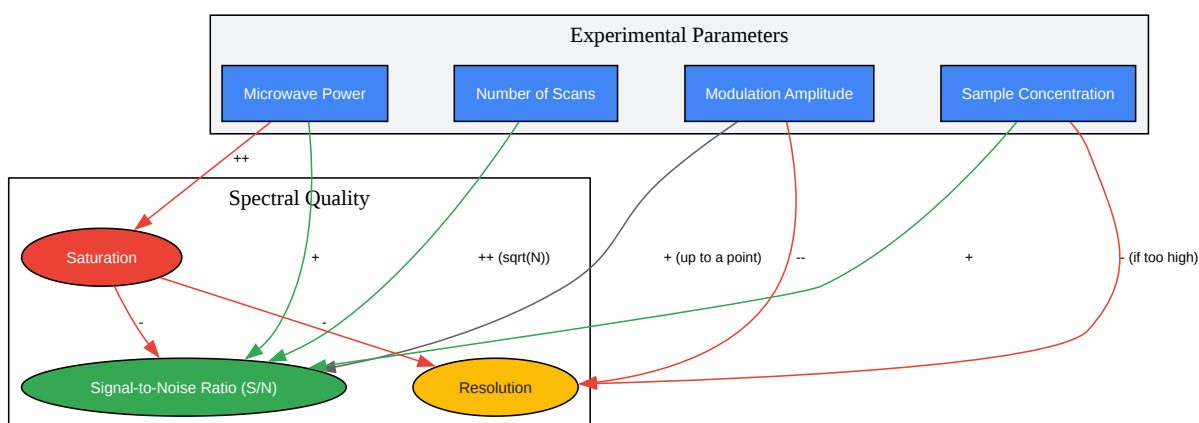 Experimental Parameters
Microwave Power
Number of Scans
Modulation Amplitude
Sample Concentration
++
Spectral Quality
Saturation
+
++ (sqrt(N))
+ (up to a point)
--
+
- (if too high)
-
-
Signal-to-Noise Ratio (S/N)
Resolution